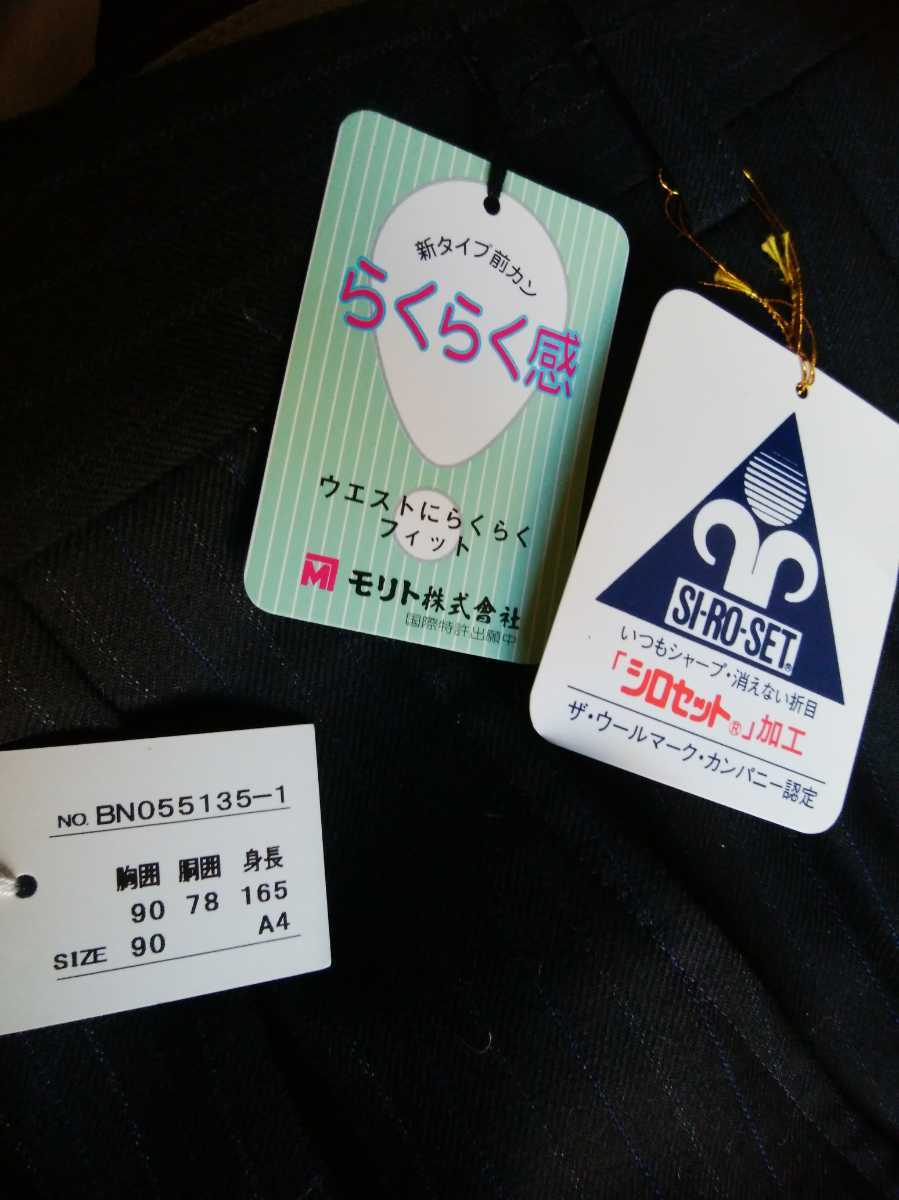 新タイプ前カン
らくらく感
ウエストにらくらく
フィット
M モリト株式會社
国際特許出願中
SI-RO-SET®
いつもシャープ・消えない折目
「シロセット®」加工
ザ・ウールマーク・カンパニー認定
NO. BN055135-1
胸囲 胴囲 身長
90 78 165
SIZE 90 A4